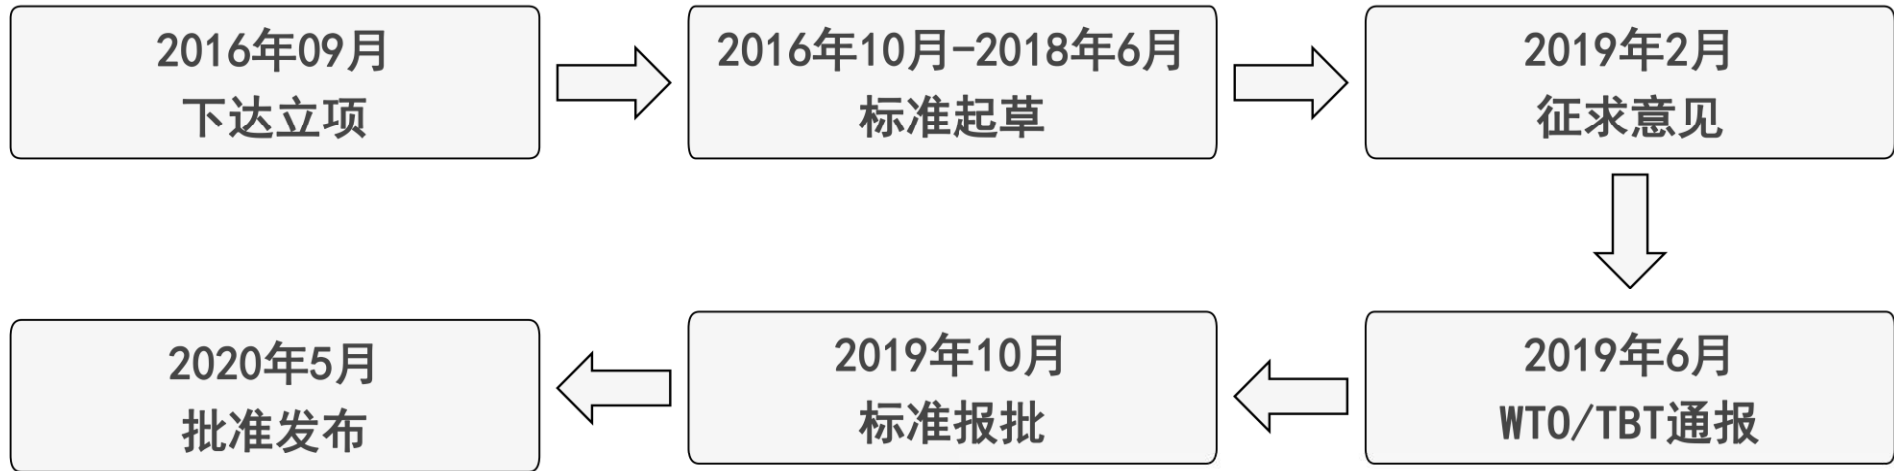 2016年09月
下达立项
2016年10月-2018年6月
标准起草
2019年2月
征求意见
2019年6月
WTO/TBT通报
2019年10月
标准报批
2020年5月
批准发布